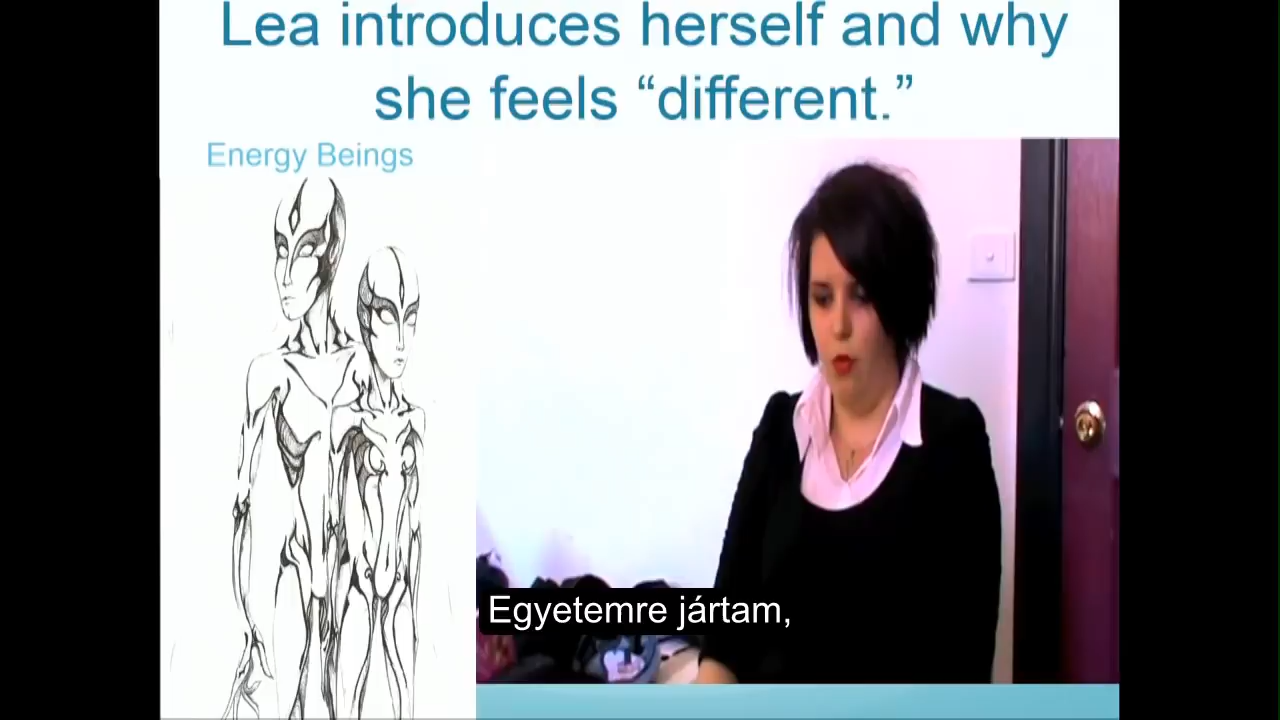 Lea introduces herself and why
she feels “different.”
Energy Beings
Egyetemre jártam,